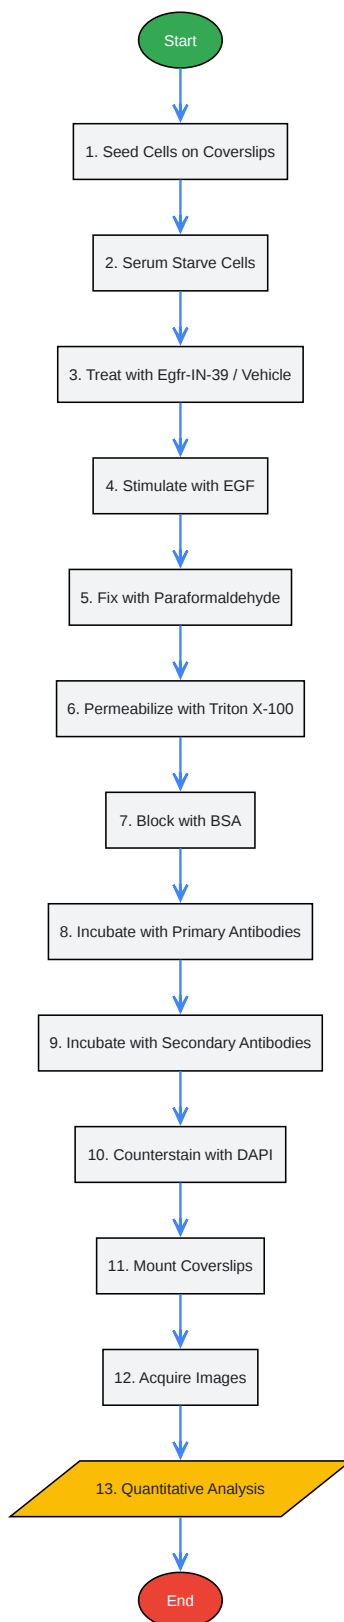 Start
1. Seed Cells on Coverslips
2. Serum Starve Cells
3. Treat with Egfr-IN-39 / Vehicle
4. Stimulate with EGF
5. Fix with Paraformaldehyde
6. Permeabilize with Triton X-100
7. Block with BSA
8. Incubate with Primary Antibodies
9. Incubate with Secondary Antibodies
10. Counterstain with DAPI
11. Mount Coverslips
12. Acquire Images
13. Quantitative Analysis
End